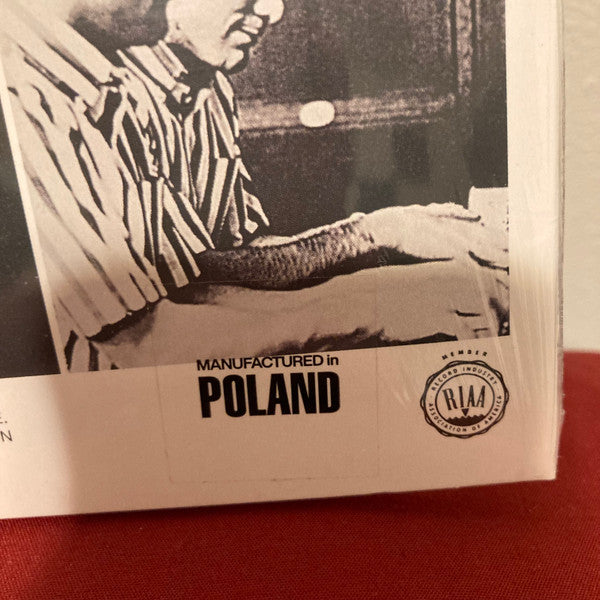 E.
N
MANUFACTURED in
POLAND
MEMBER
RECORD INDUSTRY
RIAA
ASSOCIATION OF AMERICA